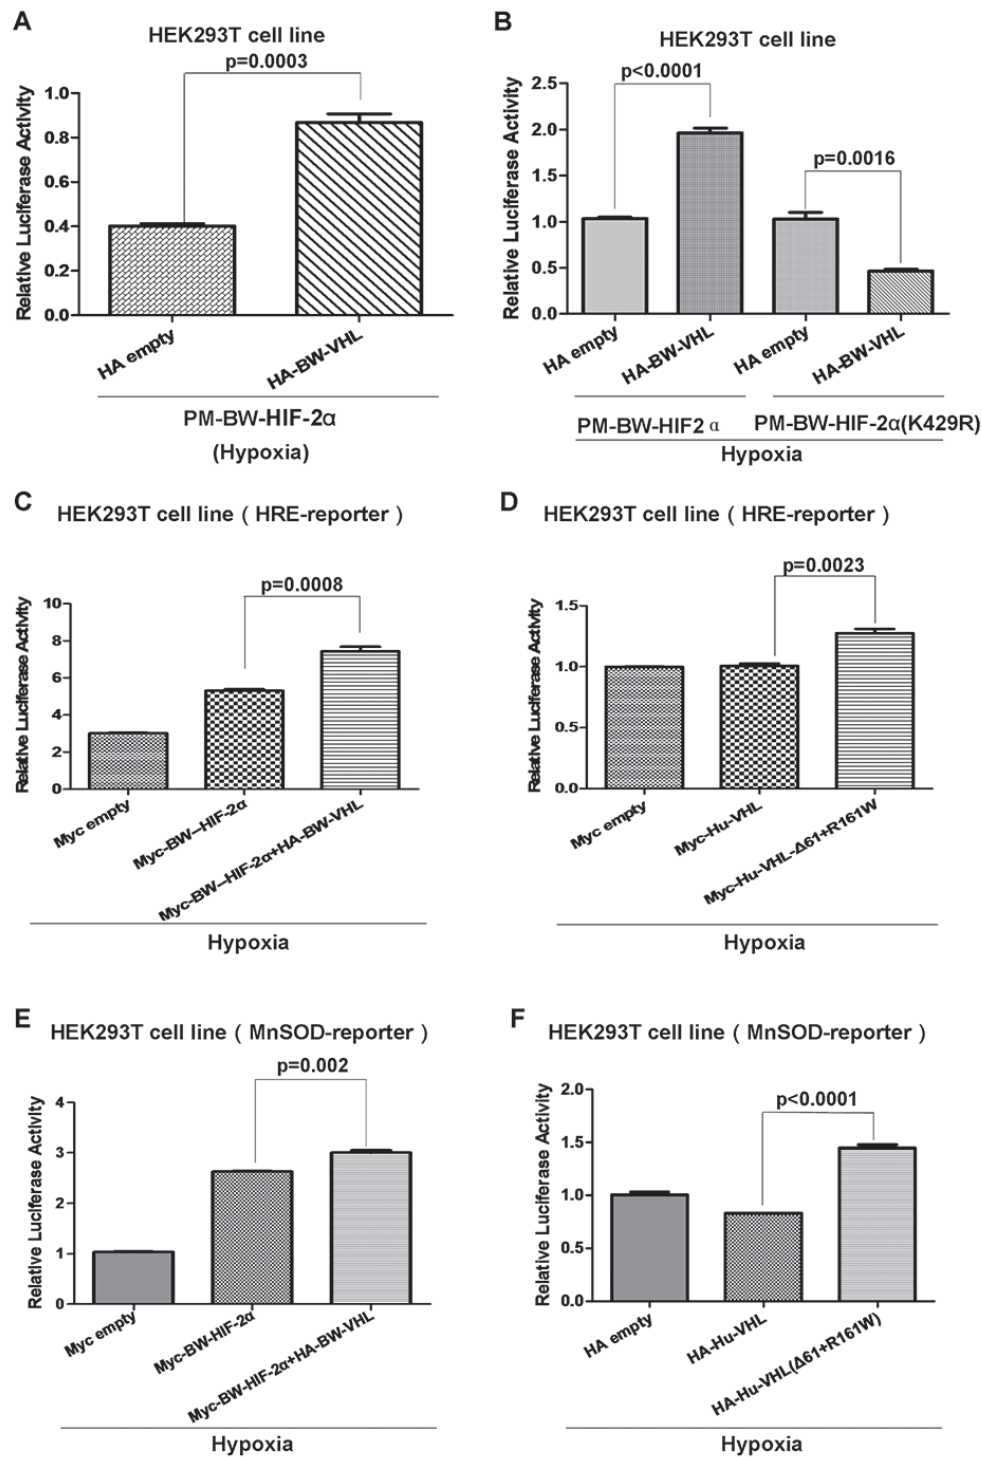 A
HEK293T cell line
p=0.0003
Relative Luciferase Activity
1.0
0.8
0.6
0.4
0.2
0.0
HA empty
HA-BW-VHL
PM-BW-HIF-2α
(Hypoxia)
B
HEK293T cell line
p<0.0001
p=0.0016
Relative Luciferase Activity
2.5
2.0
1.5
1.0
0.5
0.0
HA empty
HA-BW-VHL
HA empty
HA-BW-VHL
PM-BW-HIF2 α
PM-BW-HIF-2α(K429R)
Hypoxia
C
HEK293T cell line ( HRE-reporter )
p=0.0008
Relative Luciferase Activity
10
8
6
4
2
0
Myc empty
Myc-BW--HIF-2α
Myc-BW--HIF-2α+HA-BW-VHL
Hypoxia
D
HEK293T cell line ( HRE-reporter )
p=0.0023
Relative Luciferase Activity
1.5
1.0
0.5
0.0
Myc empty
Myc-Hu-VHL
Myc-Hu-VHL-Δ61+R161W
Hypoxia
E
HEK293T cell line ( MnSOD-reporter )
p=0.002
Relative Luciferase Activity
4
3
2
1
0
Myc empty
Myc-BW-HIF-2α
Myc-BW-HIF-2α+HA-BW-VHL
Hypoxia
F
HEK293T cell line ( MnSOD-reporter )
p<0.0001
Relative Luciferase Activity
2.0
1.5
1.0
0.5
0.0
HA empty
HA-Hu-VHL
HA-Hu-VHL(Δ61+R161W)
Hypoxia